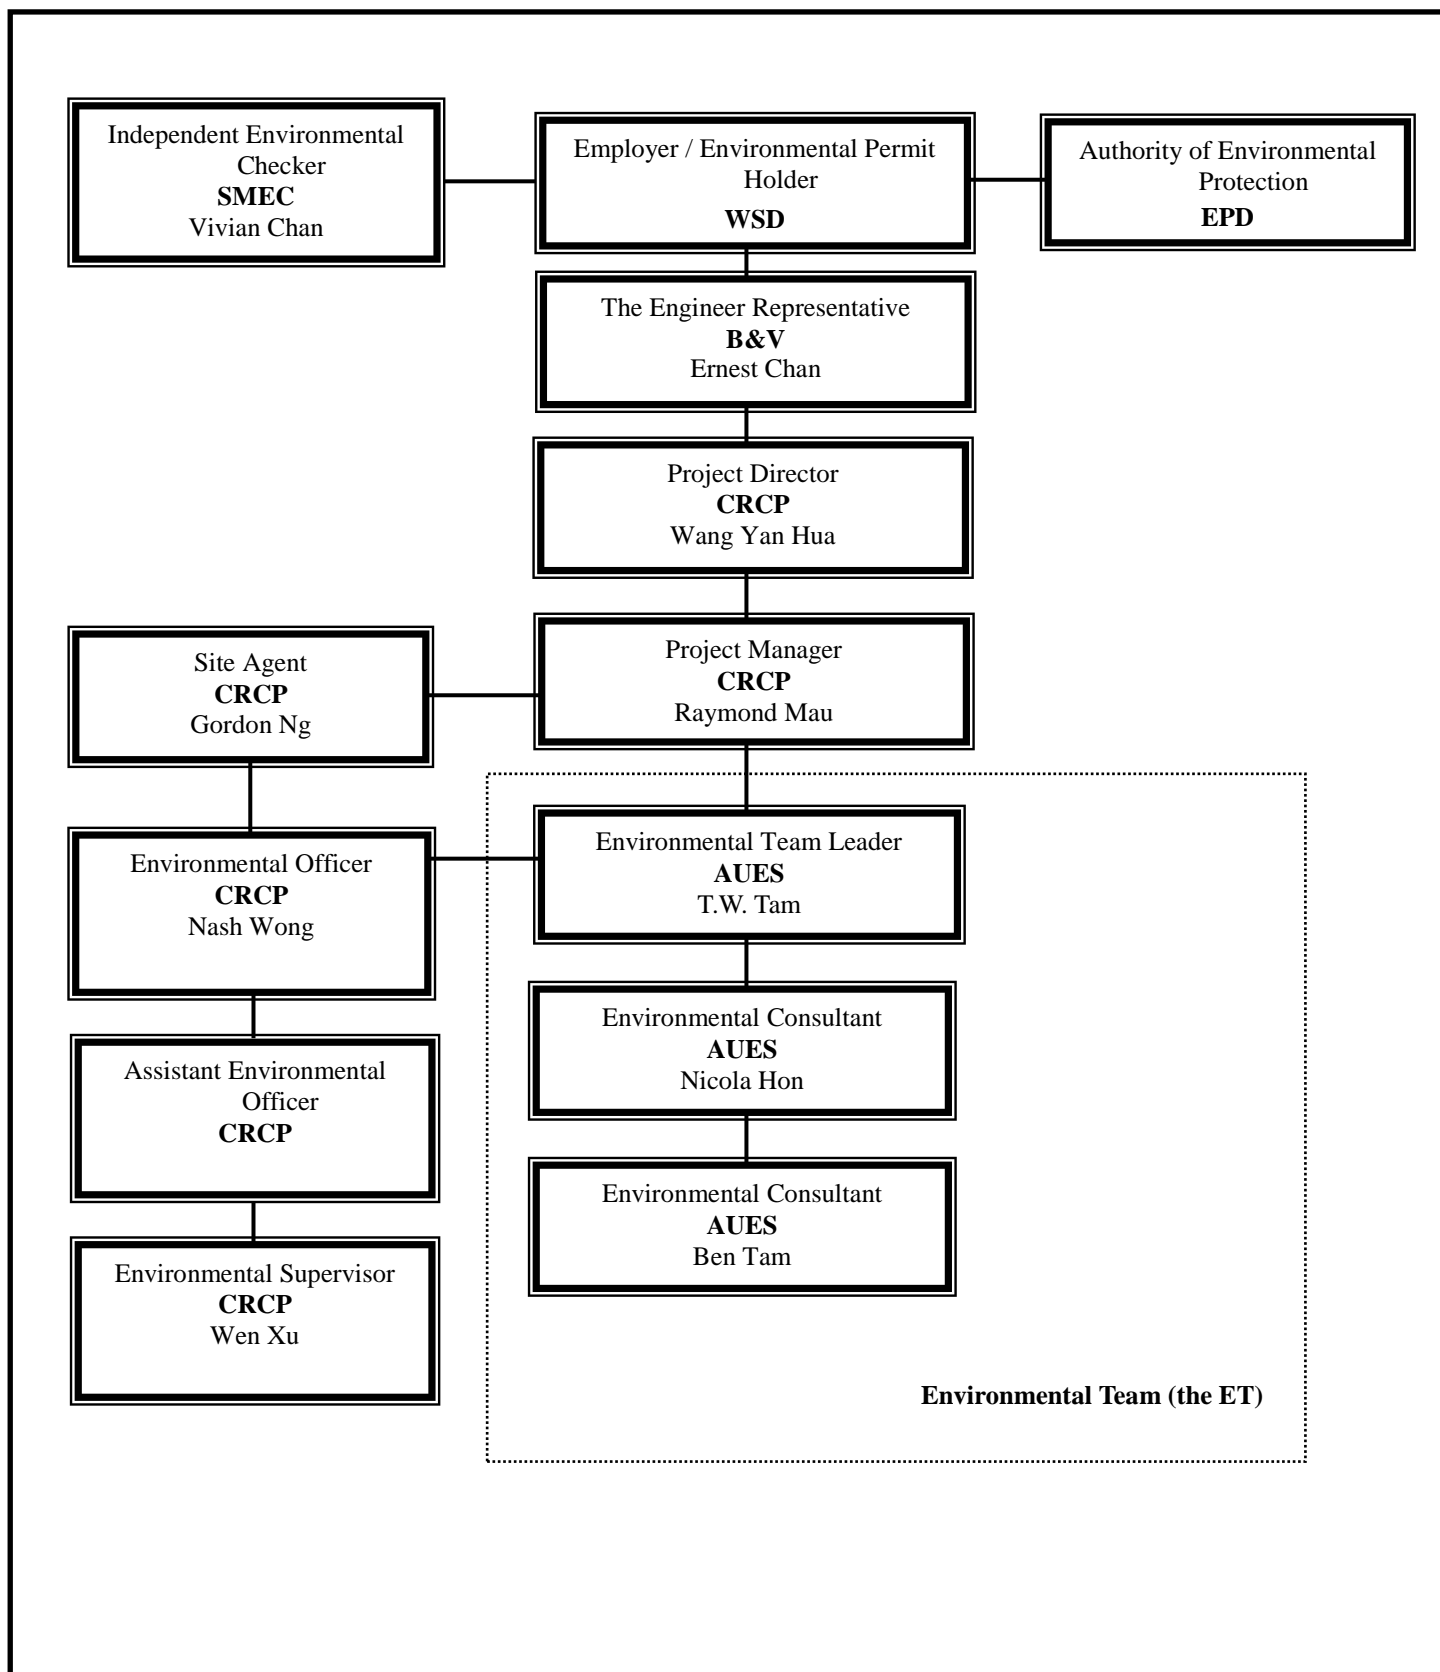 Independent Environmental
Checker
SMEC
Vivian Chan
Employer / Environmental Permit
Holder
WSD
Authority of Environmental
Protection
EPD
The Engineer Representative
B&V
Ernest Chan
Project Director
CRCP
Wang Yan Hua
Project Manager
CRCP
Raymond Mau
Site Agent
CRCP
Gordon Ng
Environmental Team Leader
AUES
T.W. Tam
Environmental Officer
CRCP
Nash Wong
Environmental Consultant
AUES
Nicola Hon
Assistant Environmental
Officer
CRCP
Environmental Consultant
AUES
Ben Tam
Environmental Supervisor
CRCP
Wen Xu
Environmental Team (the ET)